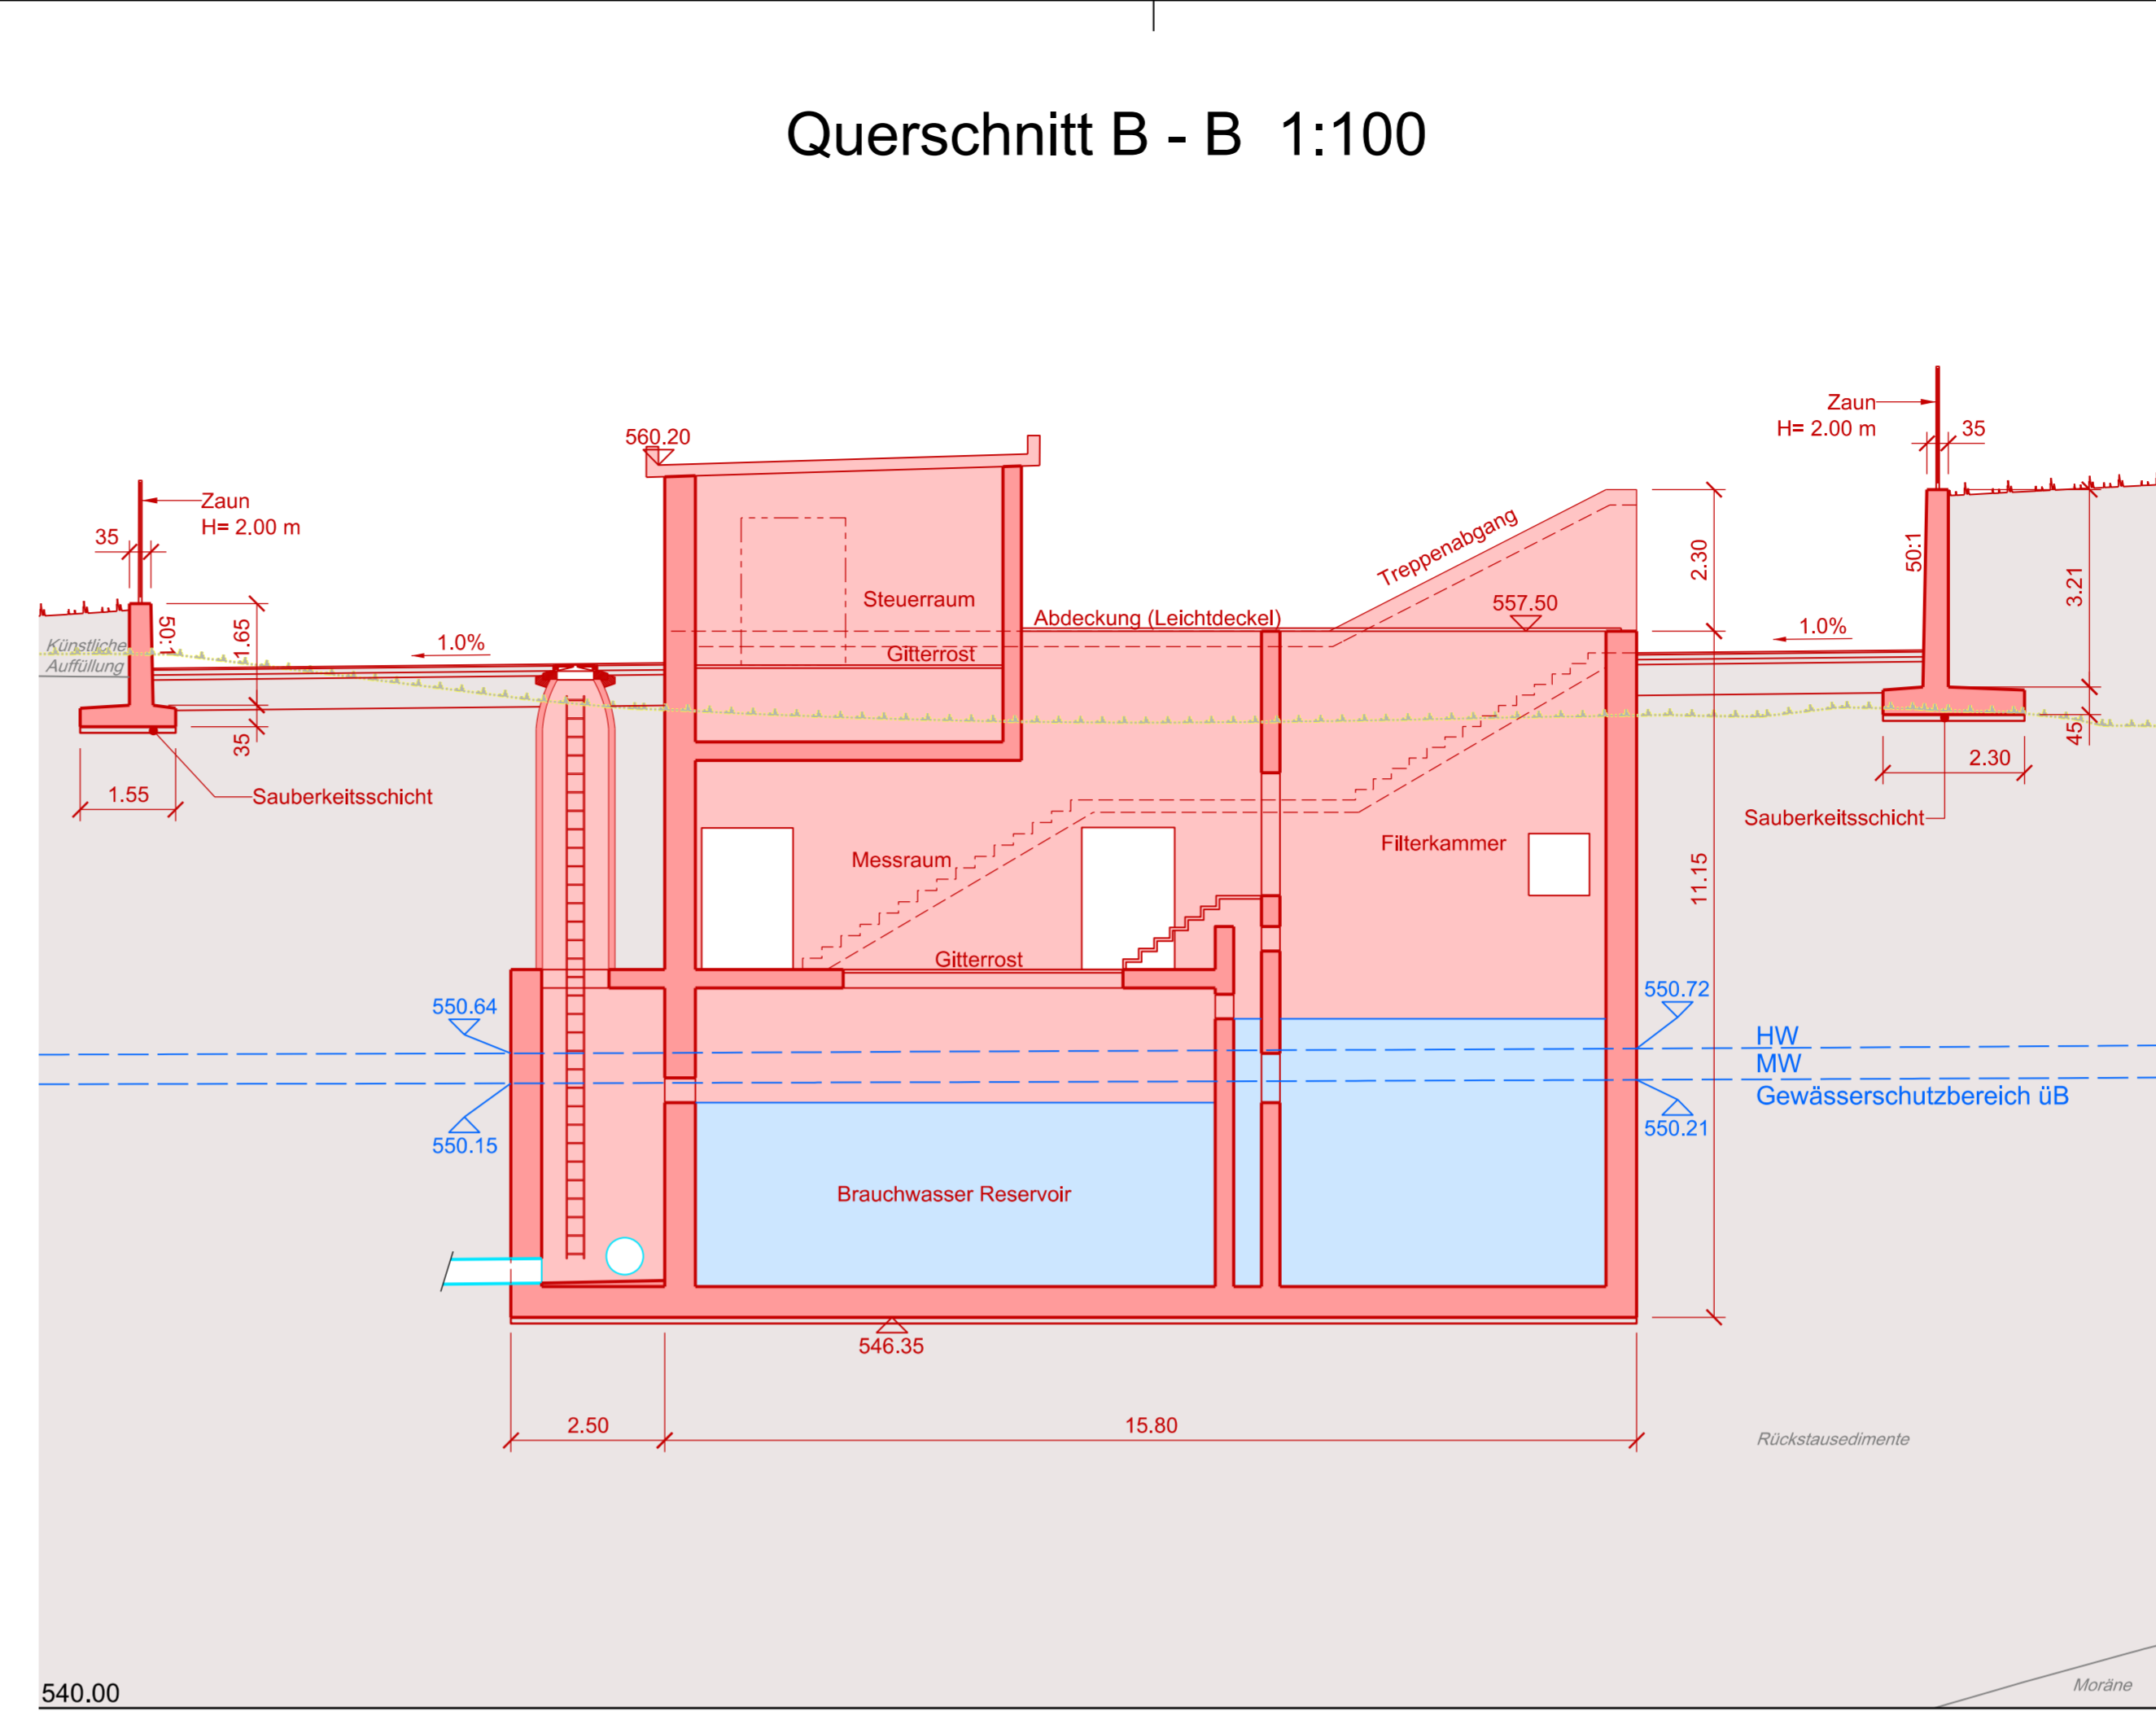 Querschnitt B - B 1:100
Zaun
H= 2.00 m
35
560.20
Zaun
H= 2.00 m
35
50:1
3.21
2.30
Treppenabgang
Steuerraum
Abdeckung (Leichtdeckel)
557.50
Künstliche
Auffüllung
50:1
1.65
1.0%
Gitterrost
1.0%
35
1.55
Sauberkeitsschicht
45
2.30
Sauberkeitsschicht
Messraum
Filterkammer
11.15
Gitterrost
550.64
550.72
HW
MW
Gewässerschutzbereich üB
550.15
550.21
Brauchwasser Reservoir
546.35
2.50
15.80
Rückstausedimente
Moräne
540.00